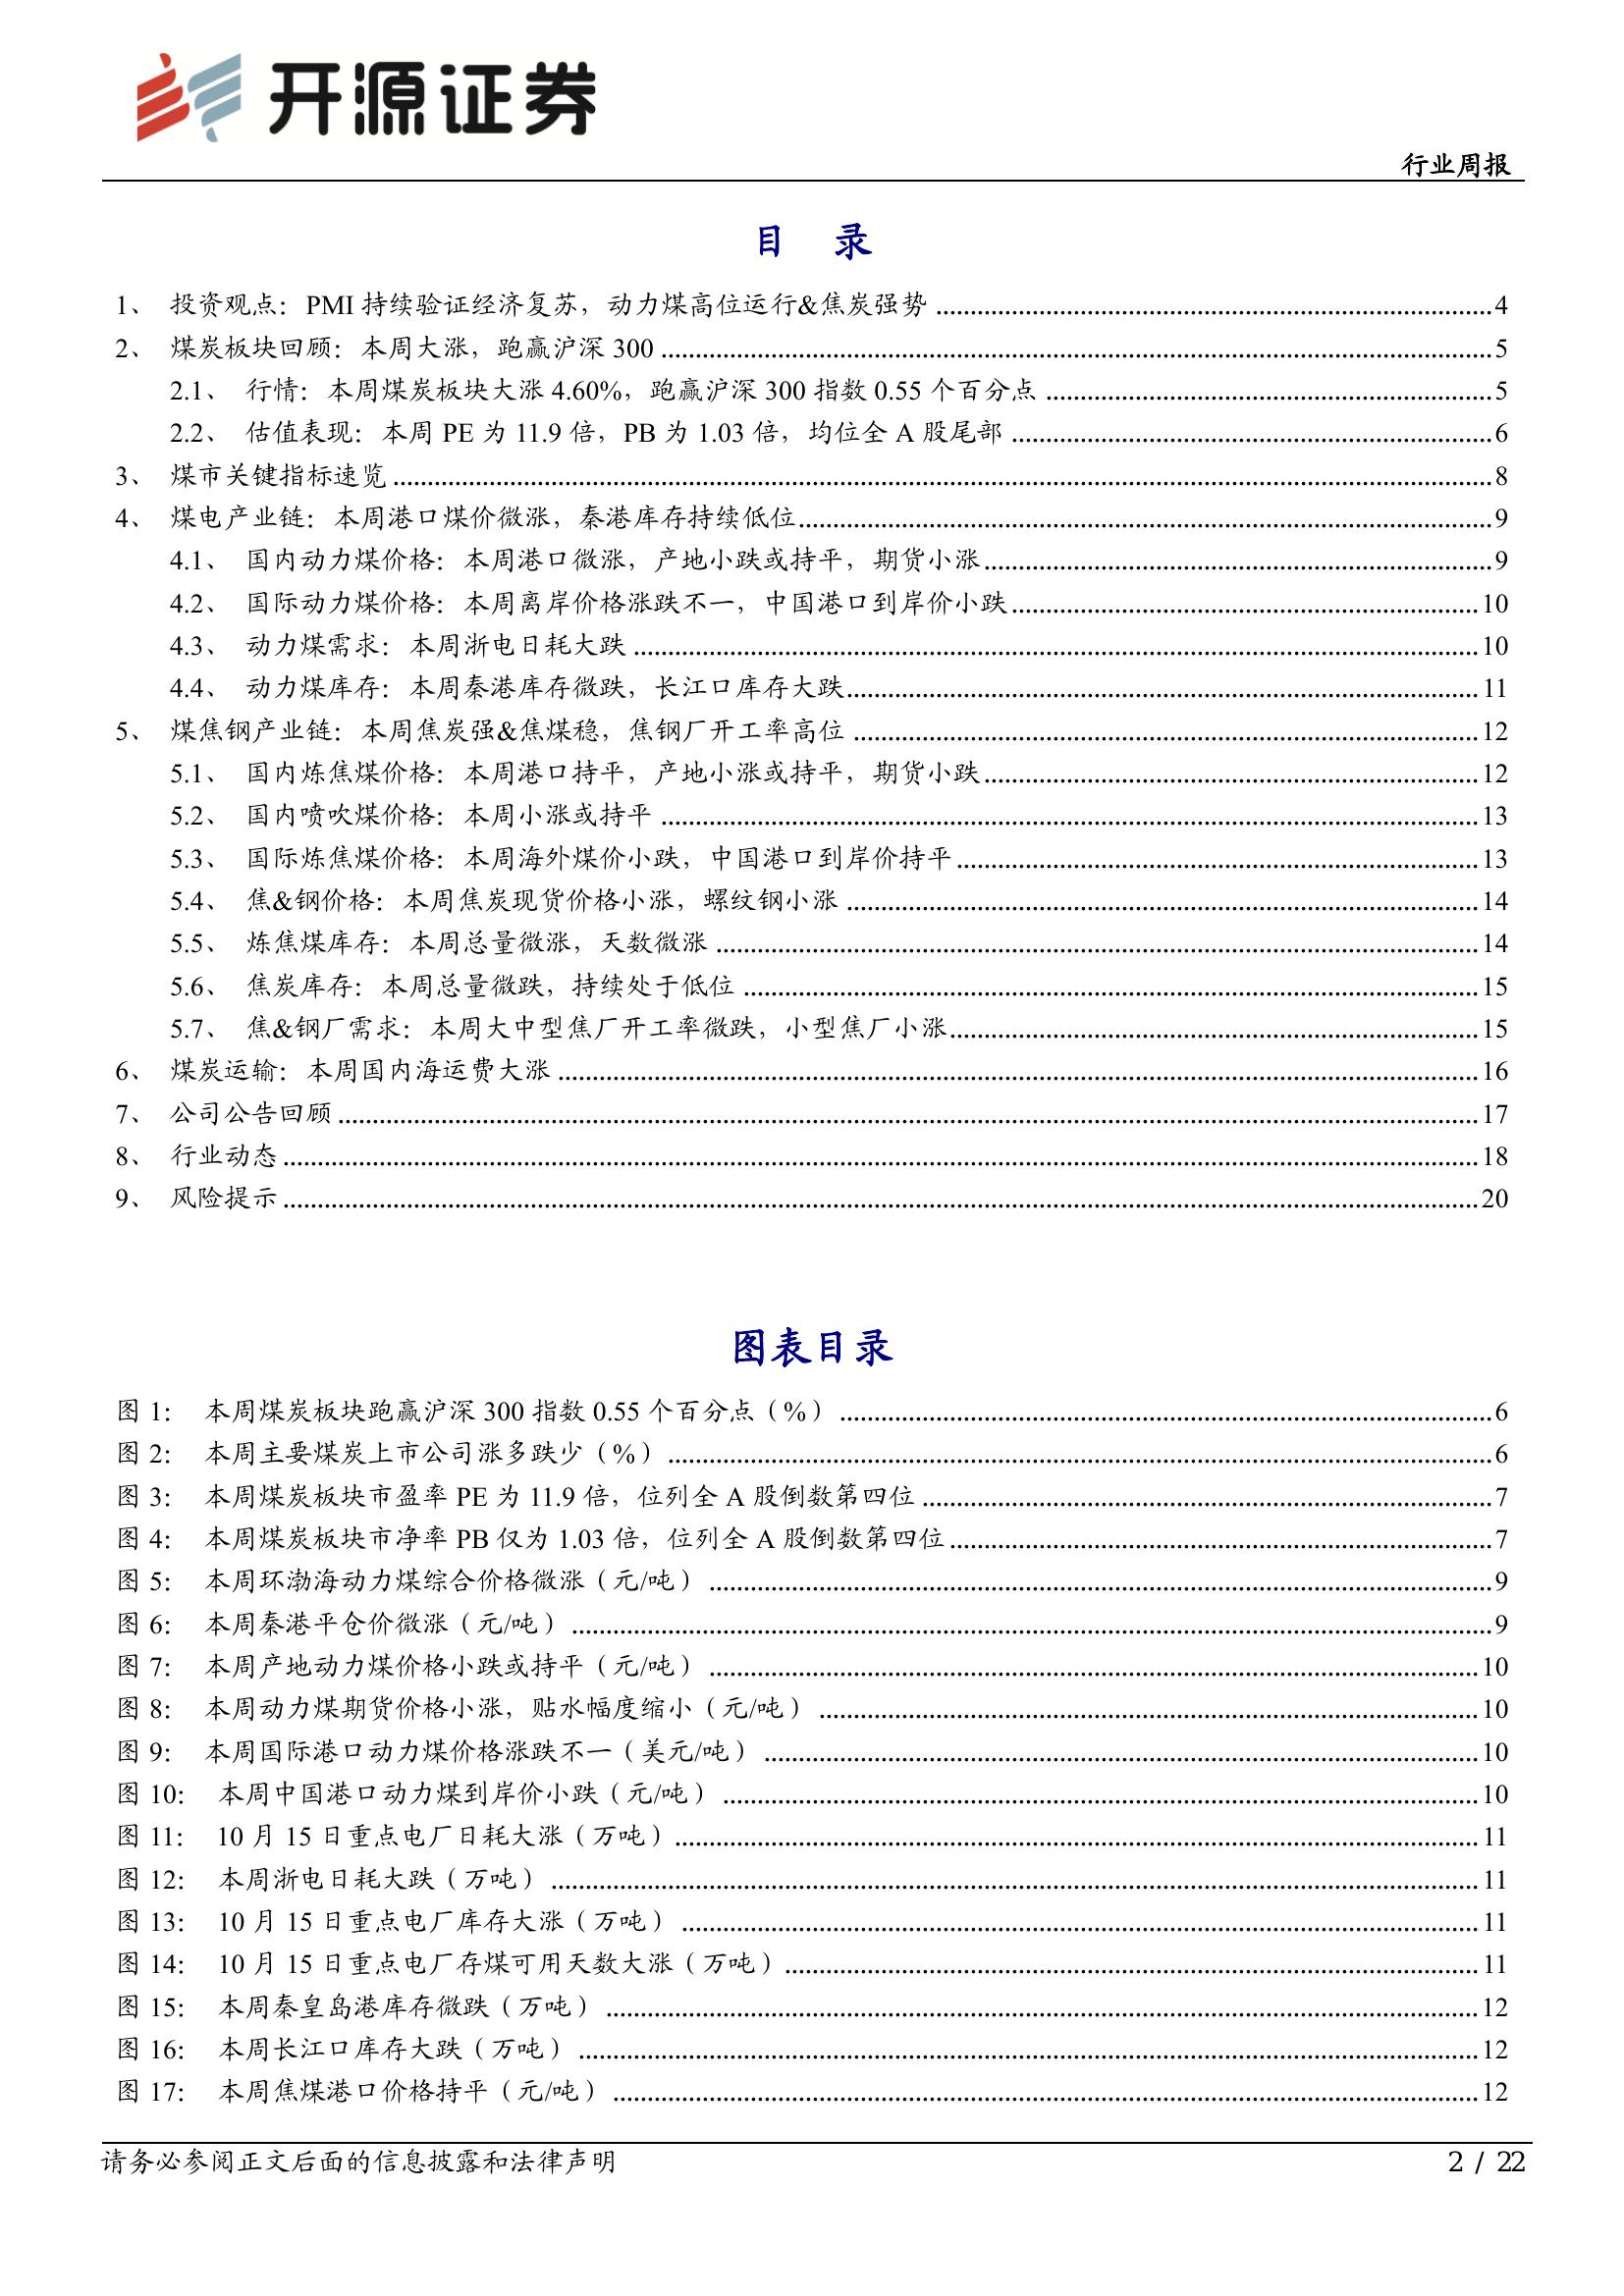 开源证券
行业周报
目 录
1、 投资观点：PMI 持续验证经济复苏，动力煤高位运行&焦炭强势 ........ 4
2、 煤炭板块回顾：本周大涨，跑赢沪深 300 ........ 5
2.1、 行情：本周煤炭板块大涨 4.60%，跑赢沪深 300 指数 0.55 个百分点 ........ 5
2.2、 估值表现：本周 PE 为 11.9 倍，PB 为 1.03 倍，均位全 A 股尾部 ........ 6
3、 煤市关键指标速览 ........ 8
4、 煤电产业链：本周港口煤价微涨，秦港库存持续低位 ........ 9
4.1、 国内动力煤价格：本周港口微涨，产地小跌或持平，期货小涨 ........ 9
4.2、 国际动力煤价格：本周离岸价格涨跌不一，中国港口到岸价小跌 ........ 10
4.3、 动力煤需求：本周浙电日耗大跌 ........ 10
4.4、 动力煤库存：本周秦港库存微跌，长江口库存大跌 ........ 11
5、 煤焦钢产业链：本周焦炭强&焦煤稳，焦钢厂开工率高位 ........ 12
5.1、 国内炼焦煤价格：本周港口持平，产地小涨或持平，期货小跌 ........ 12
5.2、 国内喷吹煤价格：本周小涨或持平 ........ 13
5.3、 国际炼焦煤价格：本周海外煤价小跌，中国港口到岸价持平 ........ 13
5.4、 焦&钢价格：本周焦炭现货价格小涨，螺纹钢小涨 ........ 14
5.5、 炼焦煤库存：本周总量微涨，天数微涨 ........ 14
5.6、 焦炭库存：本周总量微跌，持续处于低位 ........ 15
5.7、 焦&钢厂需求：本周大中型焦厂开工率微跌，小型焦厂小涨 ........ 15
6、 煤炭运输：本周国内海运费大涨 ........ 16
7、 公司公告回顾 ........ 17
8、 行业动态 ........ 18
9、 风险提示 ........ 20
图表目录
图 1： 本周煤炭板块跑赢沪深 300 指数 0.55 个百分点（%） ........ 6
图 2： 本周主要煤炭上市公司涨多跌少（%） ........ 6
图 3： 本周煤炭板块市盈率 PE 为 11.9 倍，位列全 A 股倒数第四位 ........ 7
图 4： 本周煤炭板块市净率 PB 仅为 1.03 倍，位列全 A 股倒数第四位 ........ 7
图 5： 本周环渤海动力煤综合价格微涨（元/吨） ........ 9
图 6： 本周秦港平仓价微涨（元/吨） ........ 9
图 7： 本周产地动力煤价格小跌或持平（元/吨） ........ 10
图 8： 本周动力煤期货价格小涨，贴水幅度缩小（元/吨） ........ 10
图 9： 本周国际港口动力煤价格涨跌不一（美元/吨） ........ 10
图 10： 本周中国港口动力煤到岸价小跌（元/吨） ........ 10
图 11： 10 月 15 日重点电厂日耗大涨（万吨） ........ 11
图 12： 本周浙电日耗大跌（万吨） ........ 11
图 13： 10 月 15 日重点电厂库存大涨（万吨） ........ 11
图 14： 10 月 15 日重点电厂存煤可用天数大涨（万吨） ........ 11
图 15： 本周秦皇岛港库存微跌（万吨） ........ 12
图 16： 本周长江口库存大跌（万吨） ........ 12
图 17： 本周焦煤港口价格持平（元/吨） ........ 12
请务必参阅正文后面的信息披露和法律声明
2 / 22